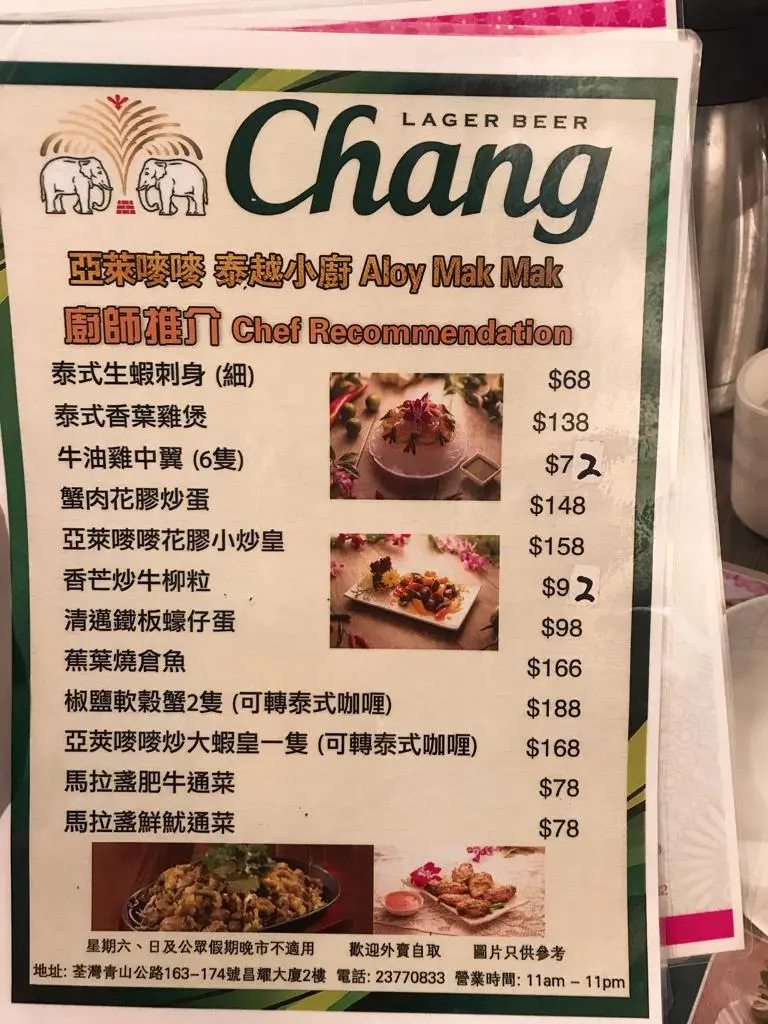 LAGER BEER
Chang
亞萊嘜嘜 泰越小廚 Aloy Mak Mak
廚師推介 Chef Recommendation
泰式生蝦刺身 (細) $68
泰式香葉雞煲 $138
牛油雞中翼 (6隻) $72
蟹肉花膠炒蛋 $148
亞萊嘜嘜花膠小炒皇 $158
香芒炒牛柳粒 $92
清邁鐵板蠔仔蛋 $98
蕉葉燒倉魚 $166
椒鹽軟穀蟹2隻 (可轉泰式咖喱) $188
亞莢嘜嘜炒大蝦皇一隻 (可轉泰式咖喱) $168
馬拉盞肥牛通菜 $78
馬拉盞鮮魷通菜 $78
星期六、日及公眾假期晚市不適用 歡迎外賣自取 圖片只供參考
地址: 荃灣青山公路163-174號昌耀大廈2樓 電話: 23770833 營業時間: 11am – 11pm